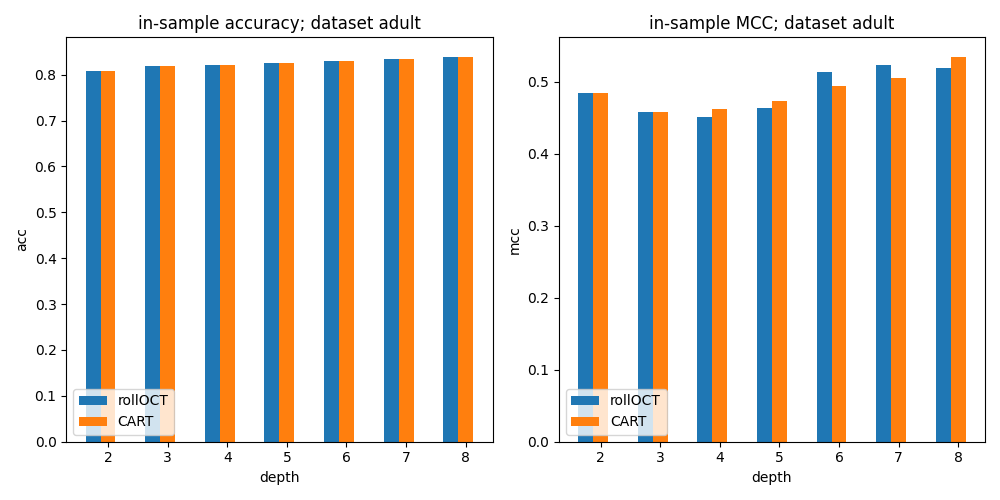 in-sample accuracy; dataset adult
acc
0.8
0.7
0.6
0.5
0.4
0.3
0.2
0.1
0.0
rollOCT
CART
2 3 4 5 6 7 8
depth
in-sample MCC; dataset adult
mcc
0.5
0.4
0.3
0.2
0.1
0.0
rollOCT
CART
2 3 4 5 6 7 8
depth